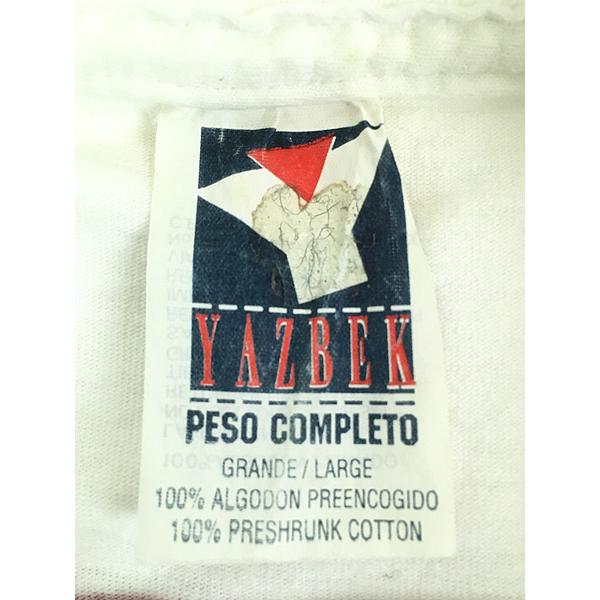 YAZBEK
PESO COMPLETO
GRANDE / LARGE
100% ALGODON PREENCOGIDO
100% PRESHRUNK COTTON